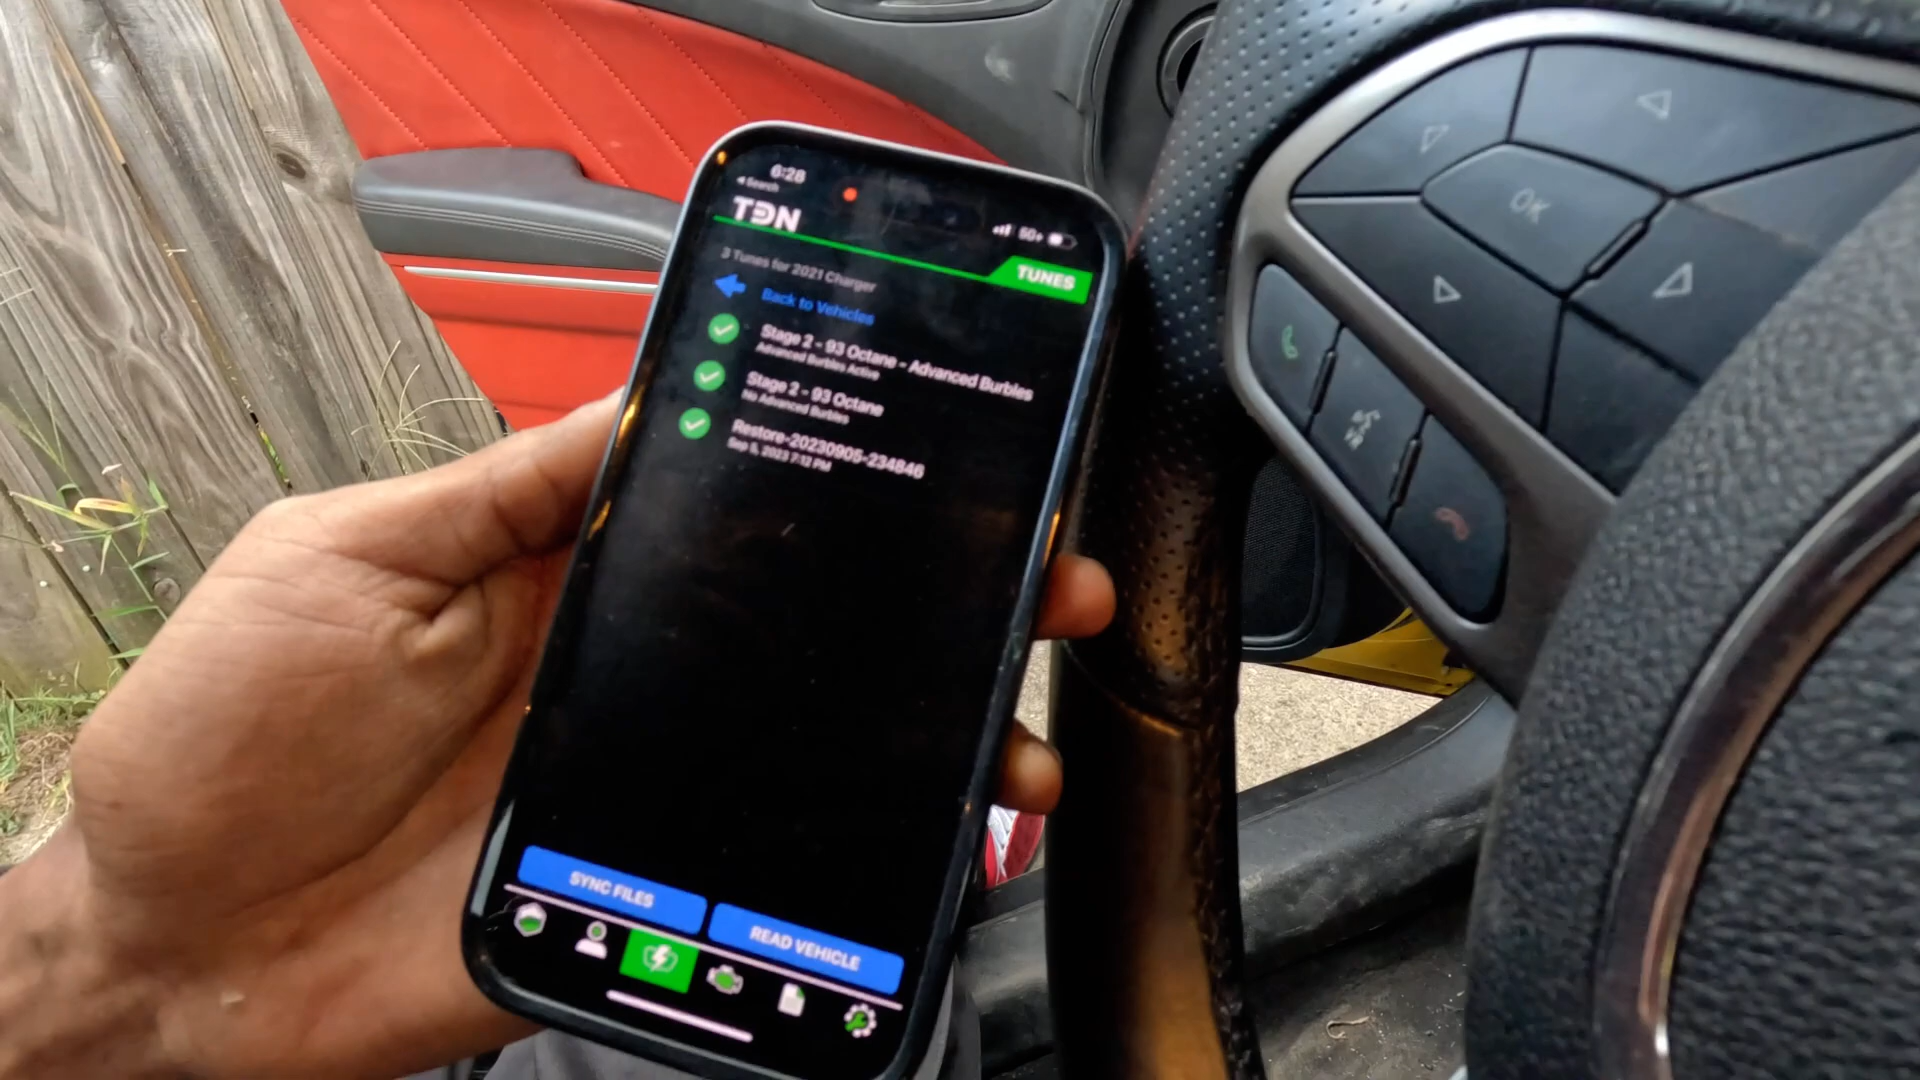 6:28
Search
5G+
TDN
TUNES
3 Tunes for 2021 Charger
Back to Vehicles
Stage 2 - 93 Octane - Advanced Burbles
Advanced Burbles Active
Stage 2 - 93 Octane
No Advanced Burbles
Restore-20230905-234846
Sep 5, 2023 7:12 PM
SYNC FILES
READ VEHICLE
OK